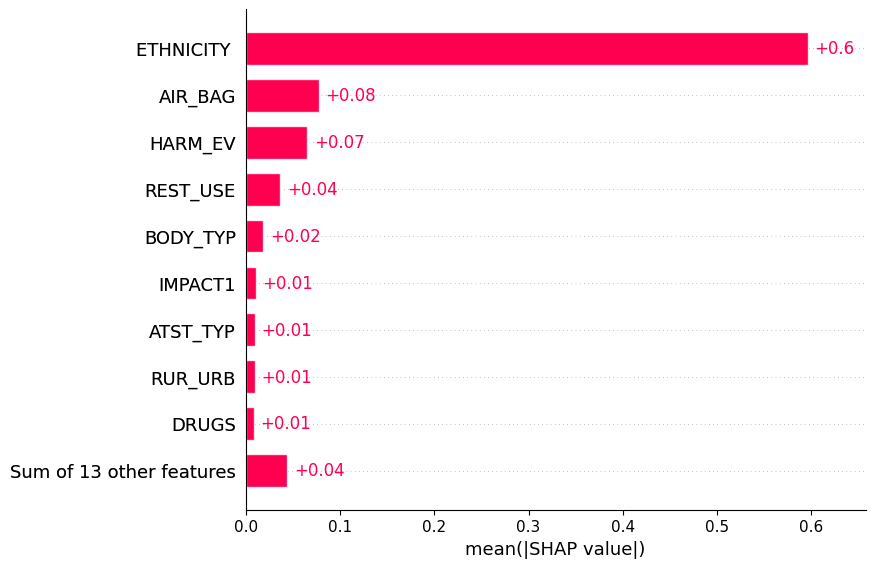 ETHNICITY +0.6
AIR_BAG +0.08
HARM_EV +0.07
REST_USE +0.04
BODY_TYP +0.02
IMPACT1 +0.01
ATST_TYP +0.01
RUR_URB +0.01
DRUGS +0.01
Sum of 13 other features +0.04
0.0 0.1 0.2 0.3 0.4 0.5 0.6
mean(|SHAP value|)